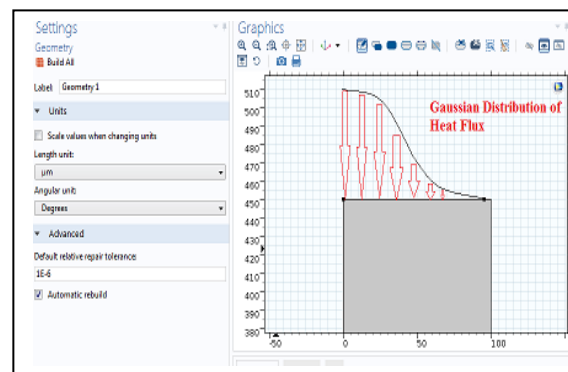 Settings
Geometry
Build All
Label: Geometry 1
Units
Scale values when changing units
Length unit:
µm
Angular unit:
Degrees
Advanced
Default relative repair tolerance:
1E-6
Automatic rebuild
Graphics
Gaussian Distribution of
Heat Flux
510
500
490
480
470
460
450
440
430
420
410
400
390
380
-50
0
50
100